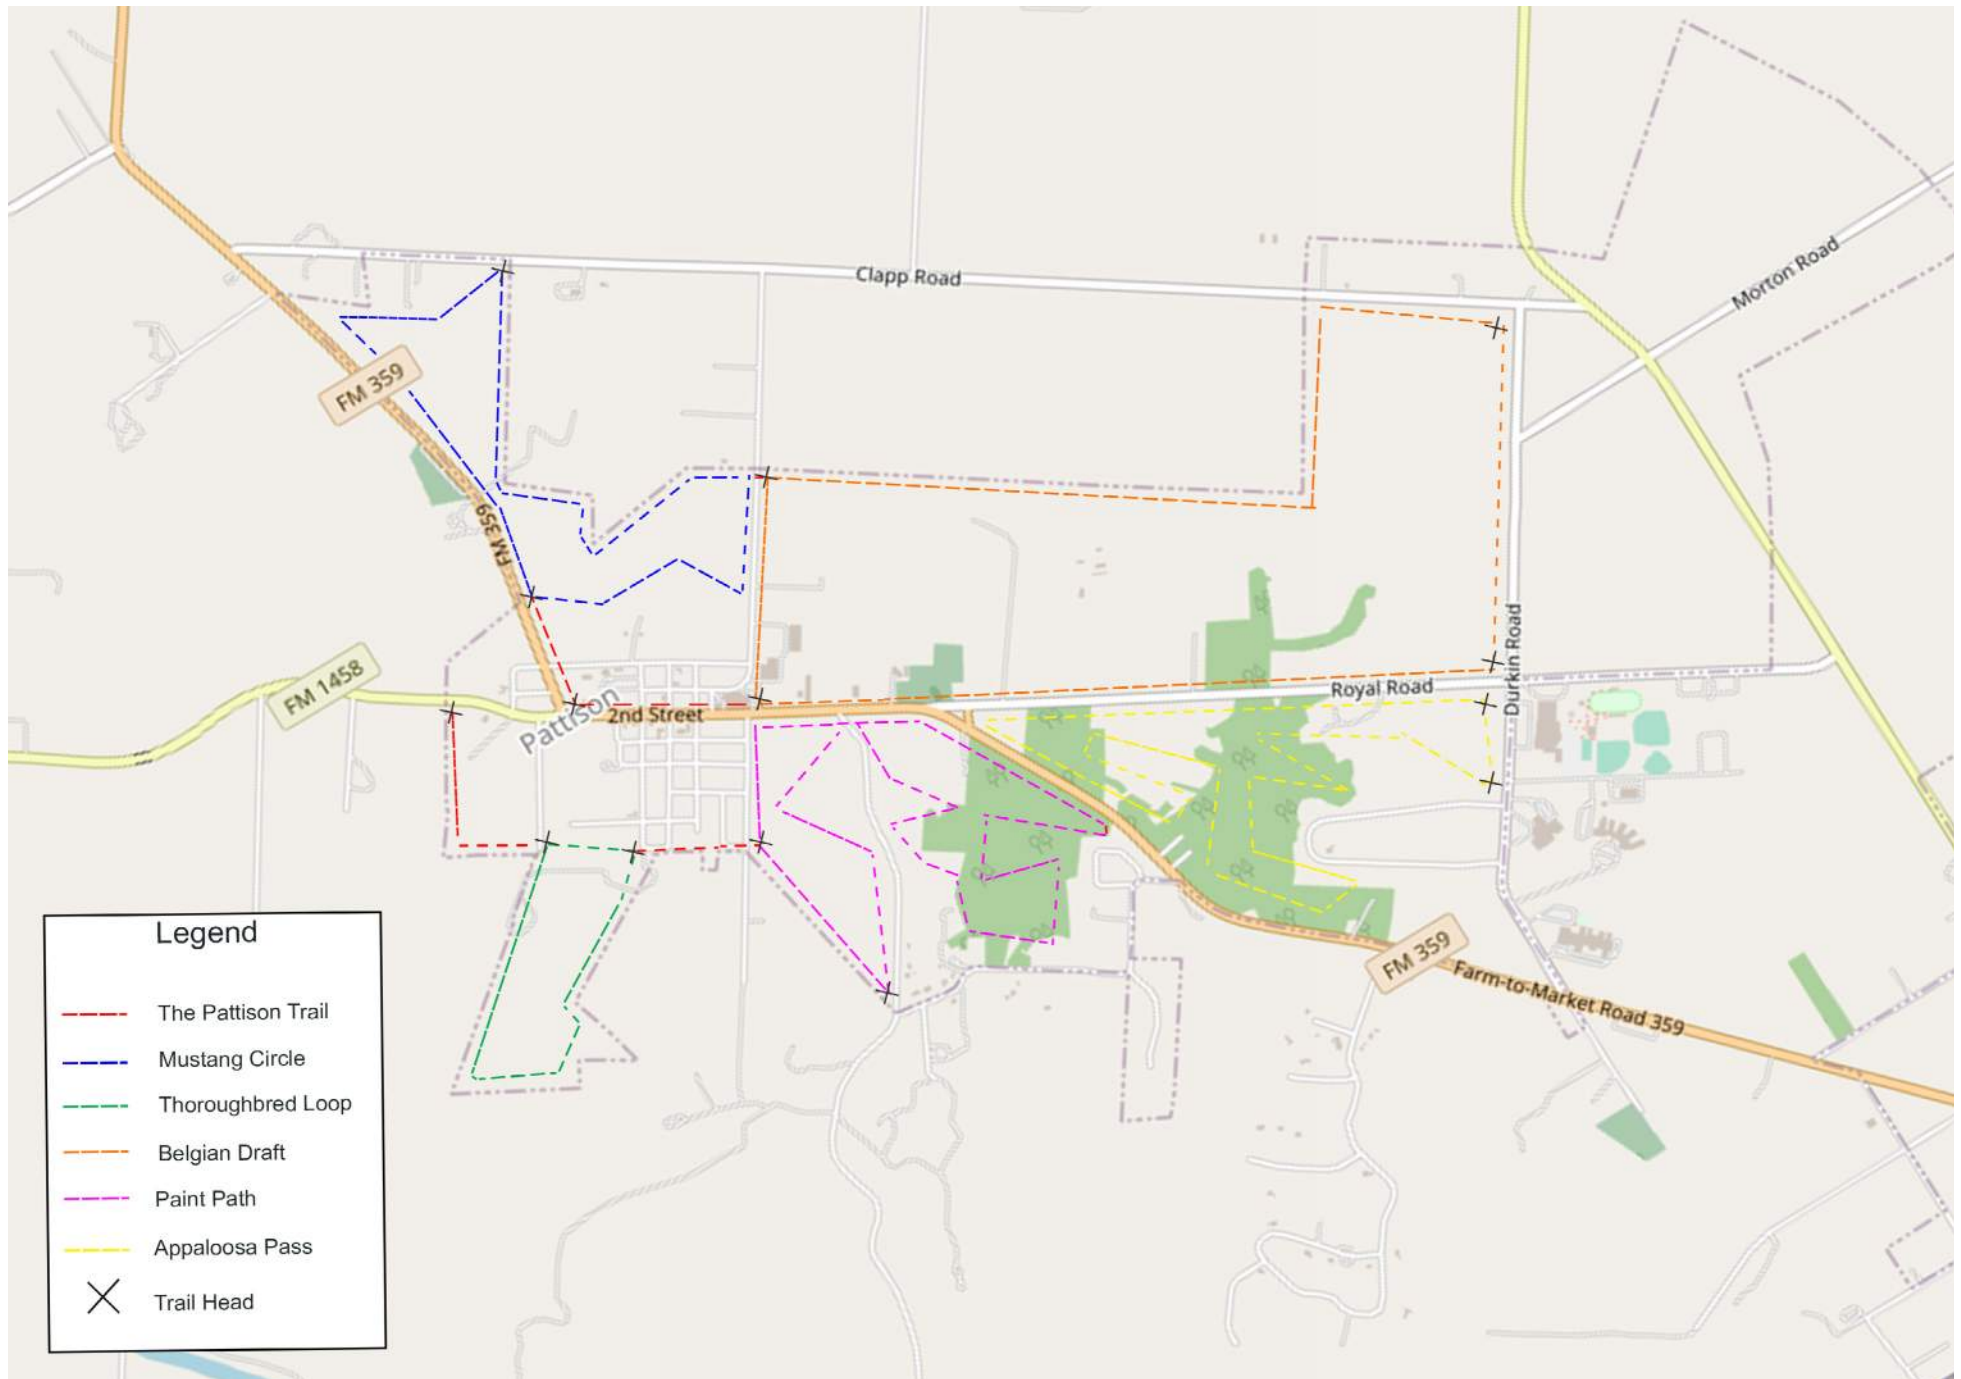 Clapp Road
Morton Road
FM 359
FM 359
Durkin Road
FM 1458
Pattison
2nd Street
Royal Road
FM 359
Farm-to-Market Road 359
Legend
The Pattison Trail
Mustang Circle
Thoroughbred Loop
Belgian Draft
Paint Path
Appaloosa Pass
Trail Head